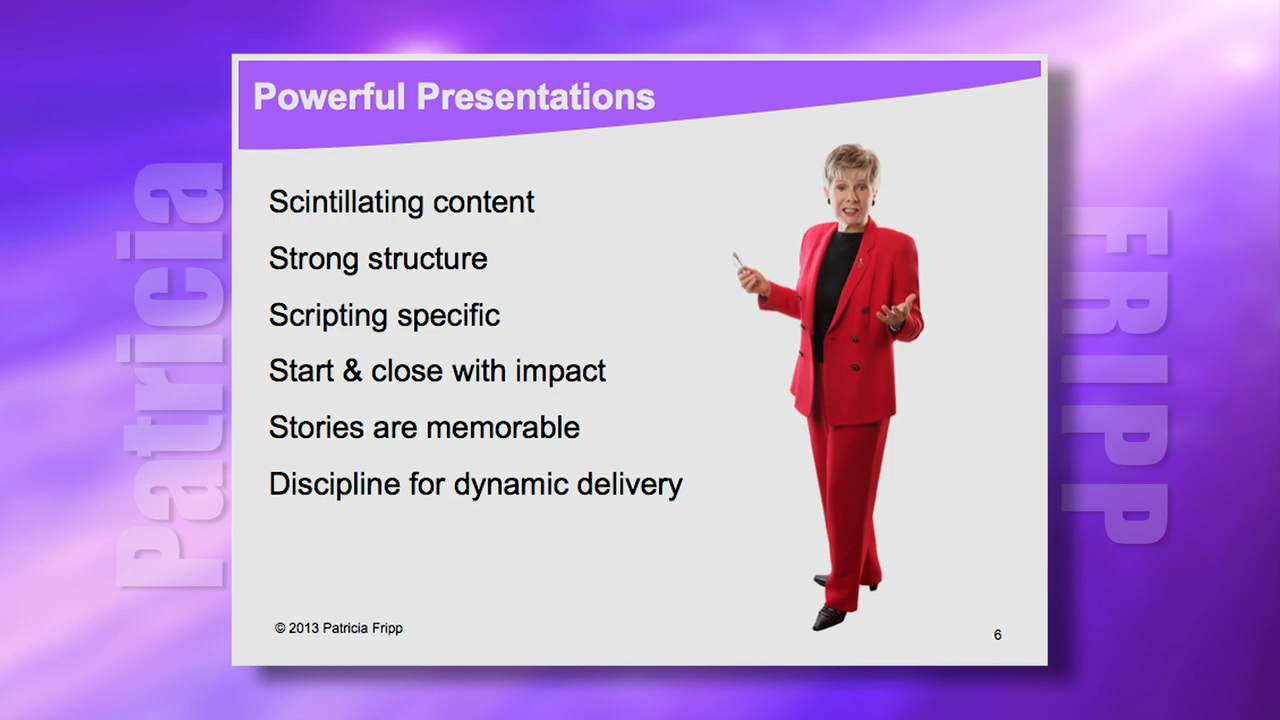 Powerful Presentations
Scintillating content
Strong structure
Scripting specific
Start & close with impact
Stories are memorable
Discipline for dynamic delivery
© 2013 Patricia Fripp
6
Patricia
FRIPP